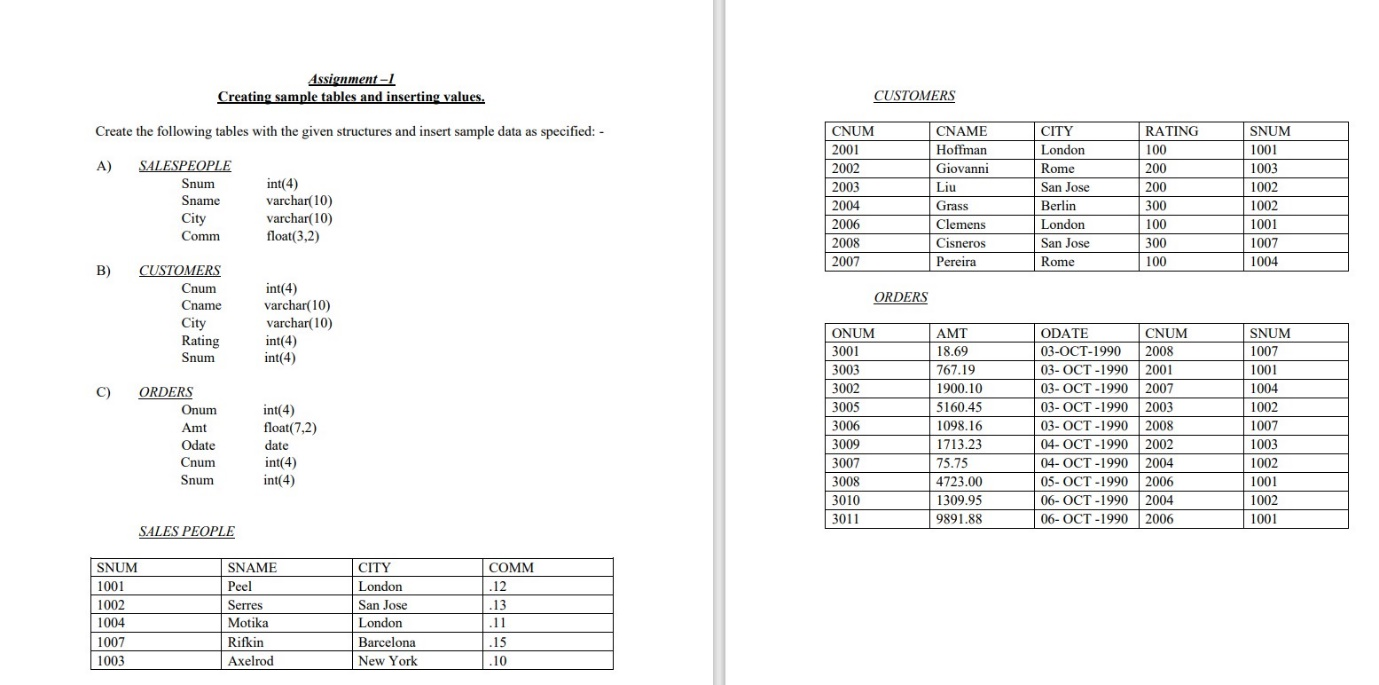 Assignment –1
Creating sample tables and inserting values.
Create the following tables with the given structures and insert sample data as specified: -
A) SALESPEOPLE
Snum int(4)
Sname varchar(10)
City varchar(10)
Comm float(3,2)
B) CUSTOMERS
Cnum int(4)
Cname varchar(10)
City varchar(10)
Rating int(4)
Snum int(4)
C) ORDERS
Onum int(4)
Amt float(7,2)
Odate date
Cnum int(4)
Snum int(4)
SALES PEOPLE
SNUM SNAME CITY COMM
1001 Peel London .12
1002 Serres San Jose .13
1004 Motika London .11
1007 Rifkin Barcelona .15
1003 Axelrod New York .10
CUSTOMERS
CNUM CNAME CITY RATING SNUM
2001 Hoffman London 100 1001
2002 Giovanni Rome 200 1003
2003 Liu San Jose 200 1002
2004 Grass Berlin 300 1002
2006 Clemens London 100 1001
2008 Cisneros San Jose 300 1007
2007 Pereira Rome 100 1004
ORDERS
ONUM AMT ODATE CNUM SNUM
3001 18.69 03-OCT-1990 2008 1007
3003 767.19 03- OCT -1990 2001 1001
3002 1900.10 03- OCT -1990 2007 1004
3005 5160.45 03- OCT -1990 2003 1002
3006 1098.16 03- OCT -1990 2008 1007
3009 1713.23 04- OCT -1990 2002 1003
3007 75.75 04- OCT -1990 2004 1002
3008 4723.00 05- OCT -1990 2006 1001
3010 1309.95 06- OCT -1990 2004 1002
3011 9891.88 06- OCT -1990 2006 1001